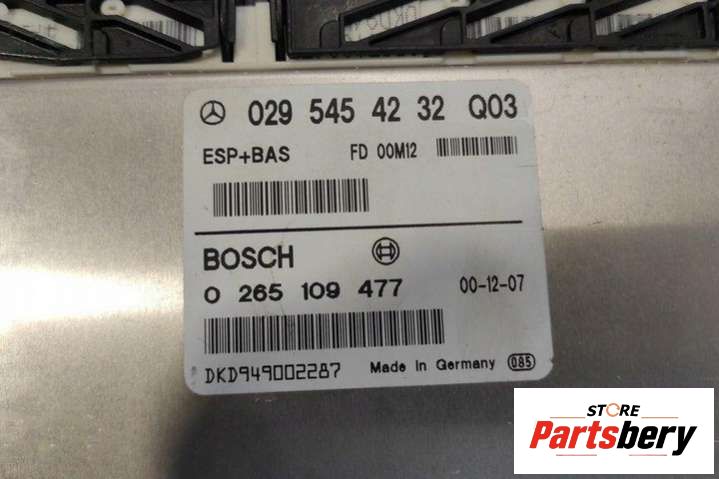 029 545 42 32 Q03
ESP+BAS FD 00M12
BOSCH
0 265 109 477 00-12-07
DKD949002287 Made in Germany 085
STORE
Partsbery